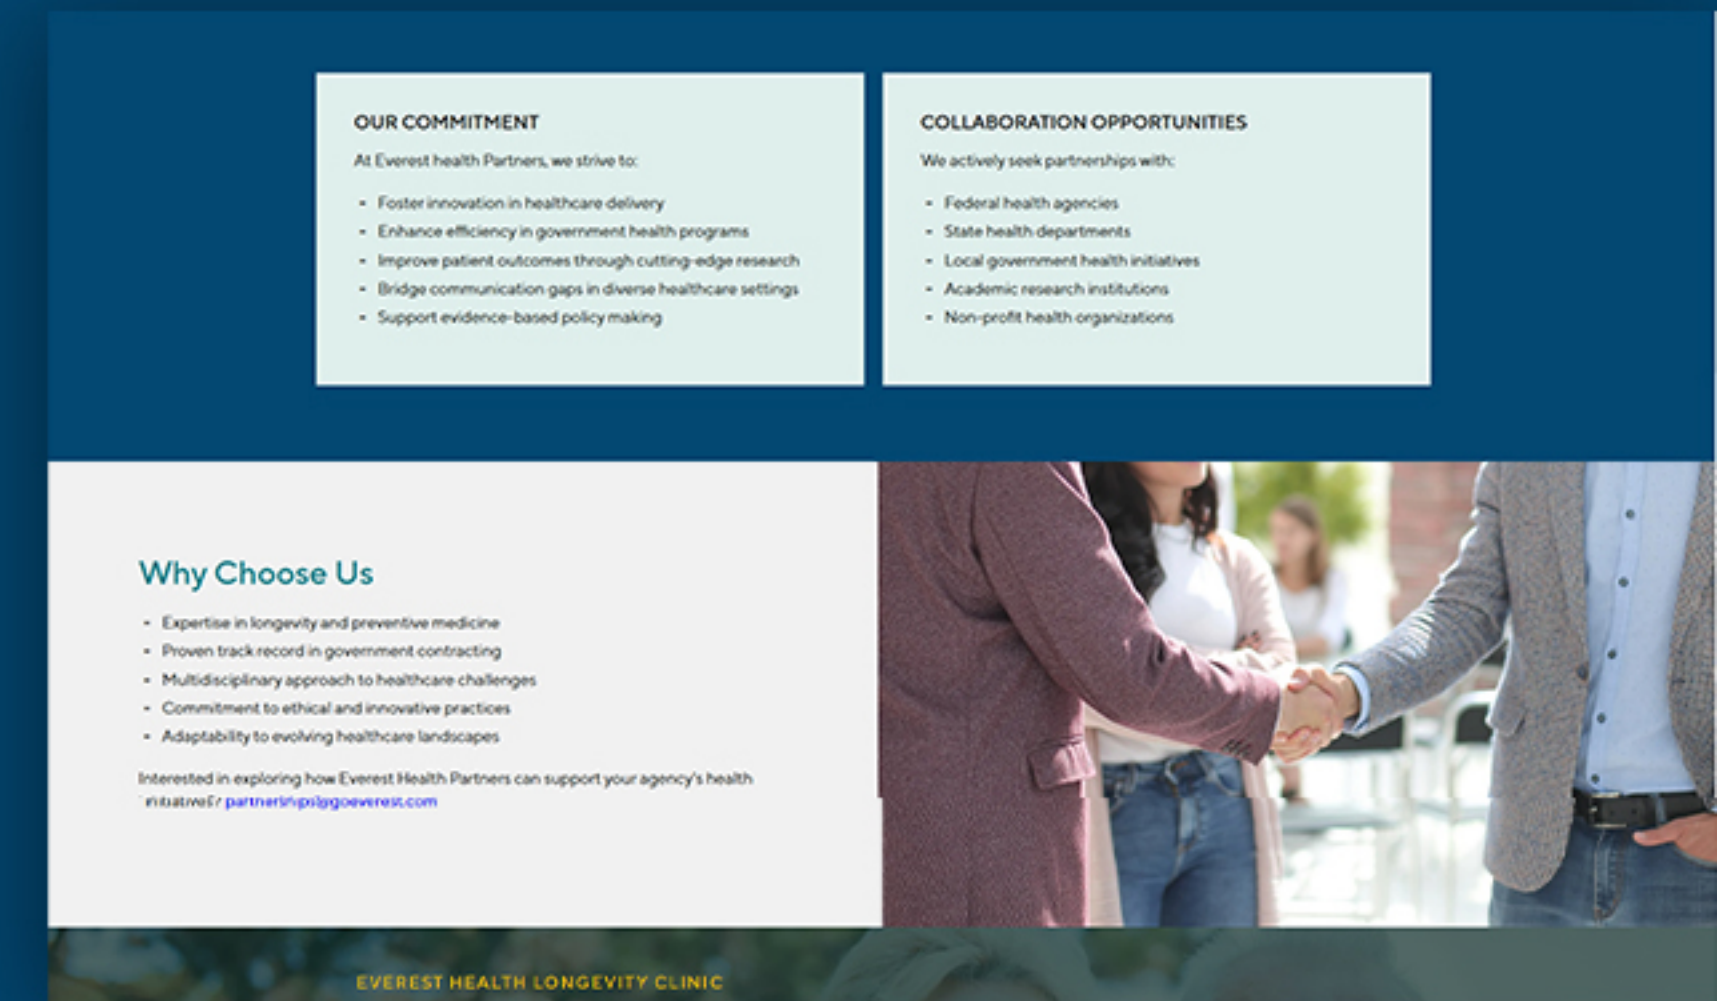 OUR COMMITMENT
At Everest health Partners, we strive to:
- Foster innovation in healthcare delivery
- Enhance efficiency in government health programs
- Improve patient outcomes through cutting-edge research
- Bridge communication gaps in diverse healthcare settings
- Support evidence-based policy making
COLLABORATION OPPORTUNITIES
We actively seek partnerships with:
- Federal health agencies
- State health departments
- Local government health initiatives
- Academic research institutions
- Non-profit health organizations
Why Choose Us
- Expertise in longevity and preventive medicine
- Proven track record in government contracting
- Multidisciplinary approach to healthcare challenges
- Commitment to ethical and innovative practices
- Adaptability to evolving healthcare landscapes
Interested in exploring how Everest Health Partners can support your agency's health
partnerships@goeverest.com
EVEREST HEALTH LONGEVITY CLINIC